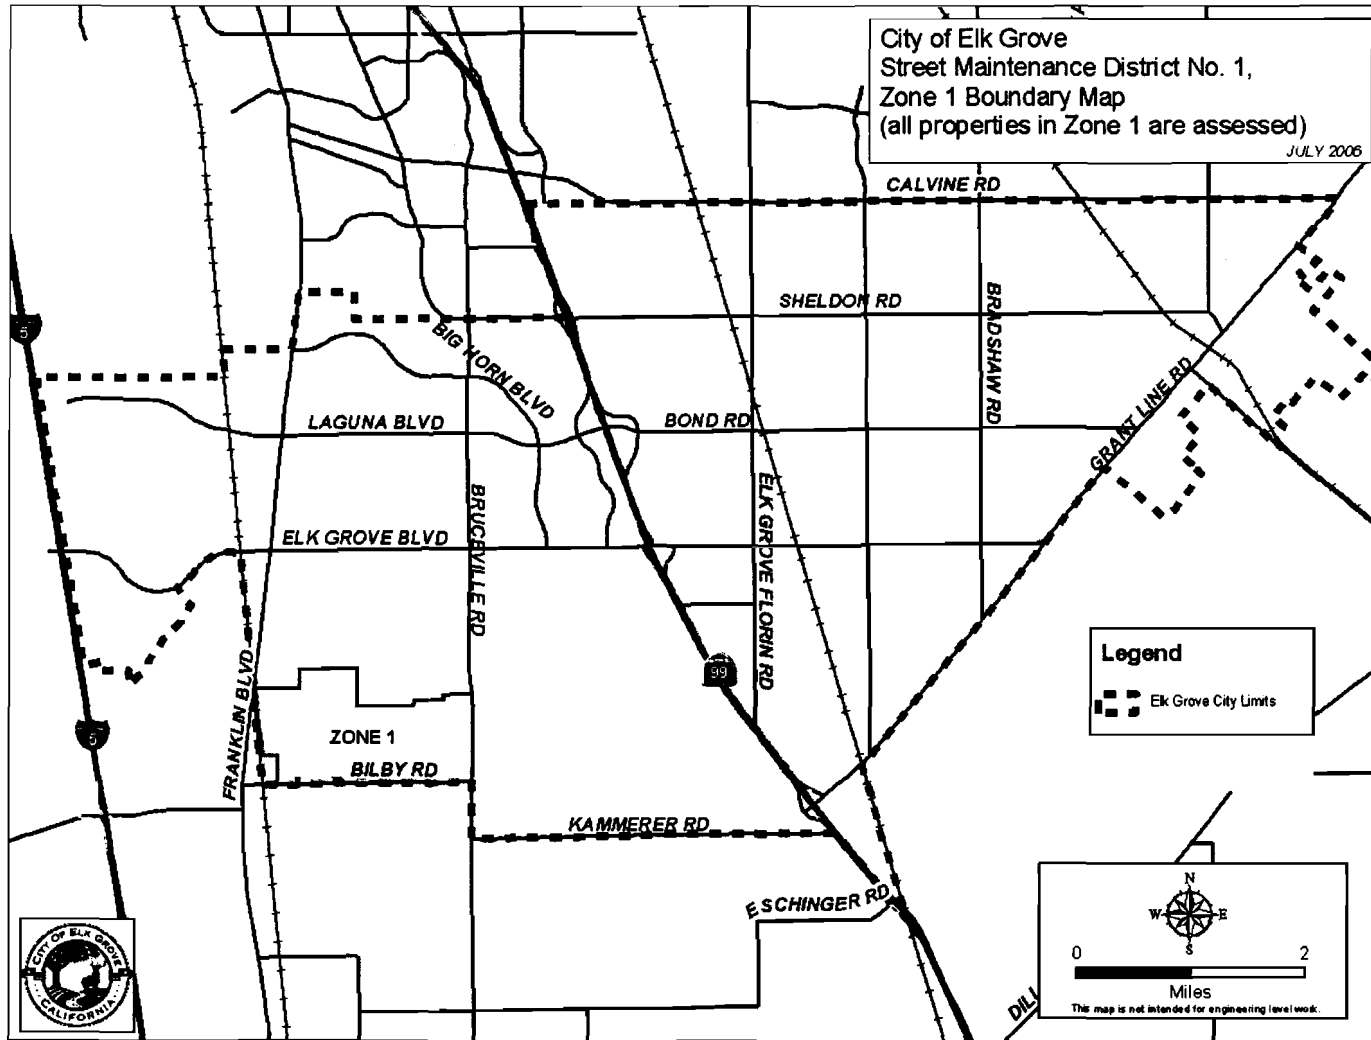 City of Elk Grove
Street Maintenance District No. 1,
Zone 1 Boundary Map
(all properties in Zone 1 are assessed)
JULY 2006
CALVINE RD
SHELDON RD
BRADSHAW RD
BIG HORN BLVD
GRANT LINE RD
LAGUNA BLVD
BOND RD
ELK GROVE BLVD
BRUCEVILLE RD
ELK GROVE FLORIN RD
5
99
Legend
Elk Grove City Limits
FRANKLIN BLVD
ZONE 1
5
BILBY RD
KAMMERER RD
ESCHINGER RD
CITY OF ELK GROVE
CALIFORNIA
N
W E
S
0 2
Miles
This map is not intended for engineering level work.
DILL